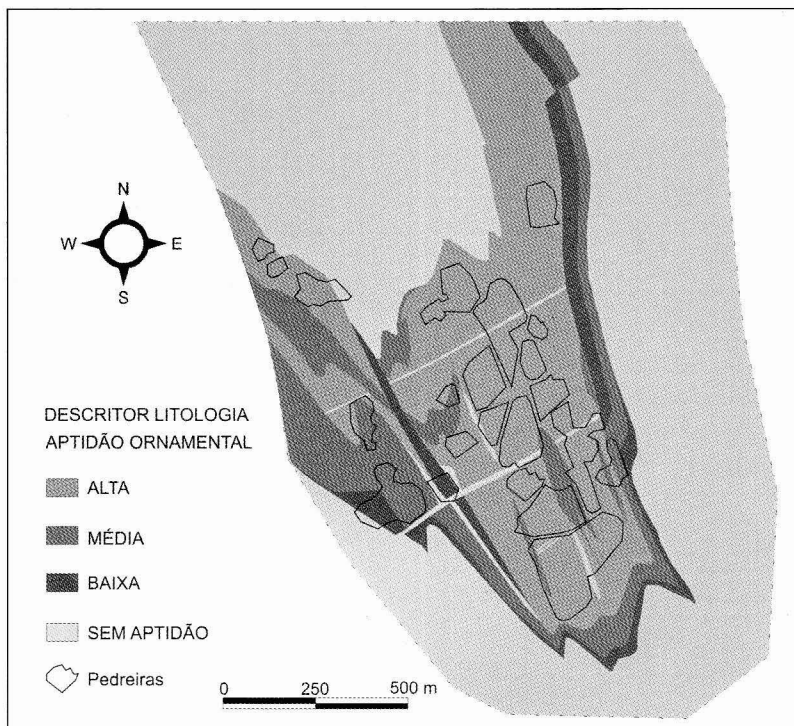 N
W E
S
DESCRITOR LITOLOGIA
APTIDÃO ORNAMENTAL
ALTA
MÉDIA
BAIXA
SEM APTIDÃO
Pedreiras
0 250 500 m